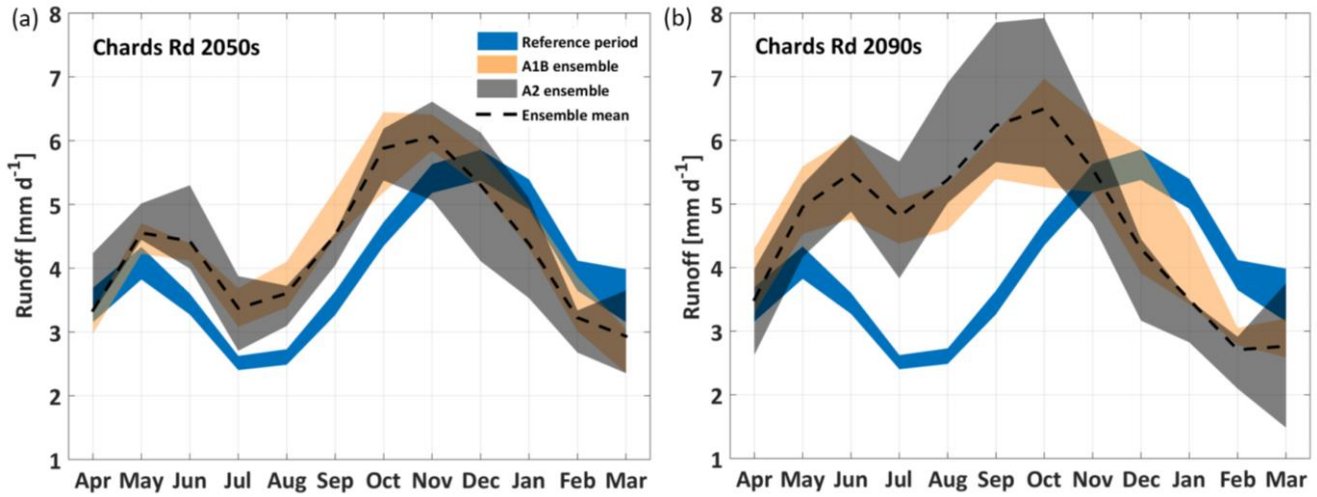 (a)
Chards Rd 2050s
Reference period
A1B ensemble
A2 ensemble
Ensemble mean
Runoff [mm d⁻¹]
8
7
6
5
4
3
2
1
Apr May Jun Jul Aug Sep Oct Nov Dec Jan Feb Mar
(b)
Chards Rd 2090s
Runoff [mm d⁻¹]
8
7
6
5
4
3
2
1
Apr May Jun Jul Aug Sep Oct Nov Dec Jan Feb Mar